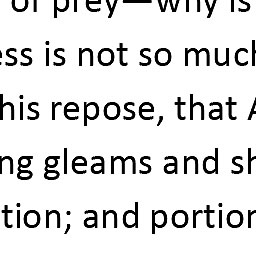 of prey—why is
ess is not so much
his repose, that A
ng gleams and sh
tion; and portion